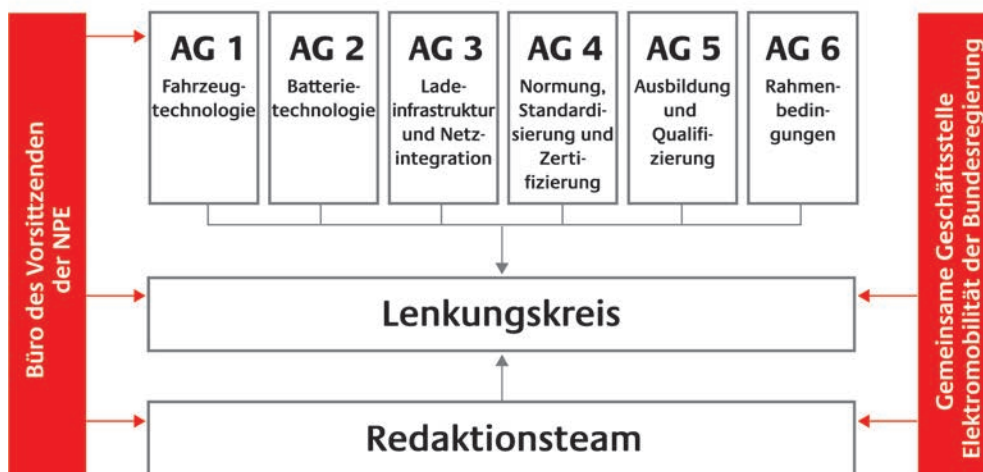 Büro des Vorsittzenden
der NPE
AG 1
Fahrzeug-
technologie
AG 2
Batterie-
technologie
AG 3
Lade-
infrastruktur
und Netz-
integration
AG 4
Normung,
Standardi-
sierung und
Zerti-
fizierung
AG 5
Ausbildung
und
Qualifi-
zierung
AG 6
Rahmen-
bedin-
gungen
Lenkungskreis
Redaktionsteam
Gemeinsame Geschäftsstelle
Elektromobilität der Bundesregierung